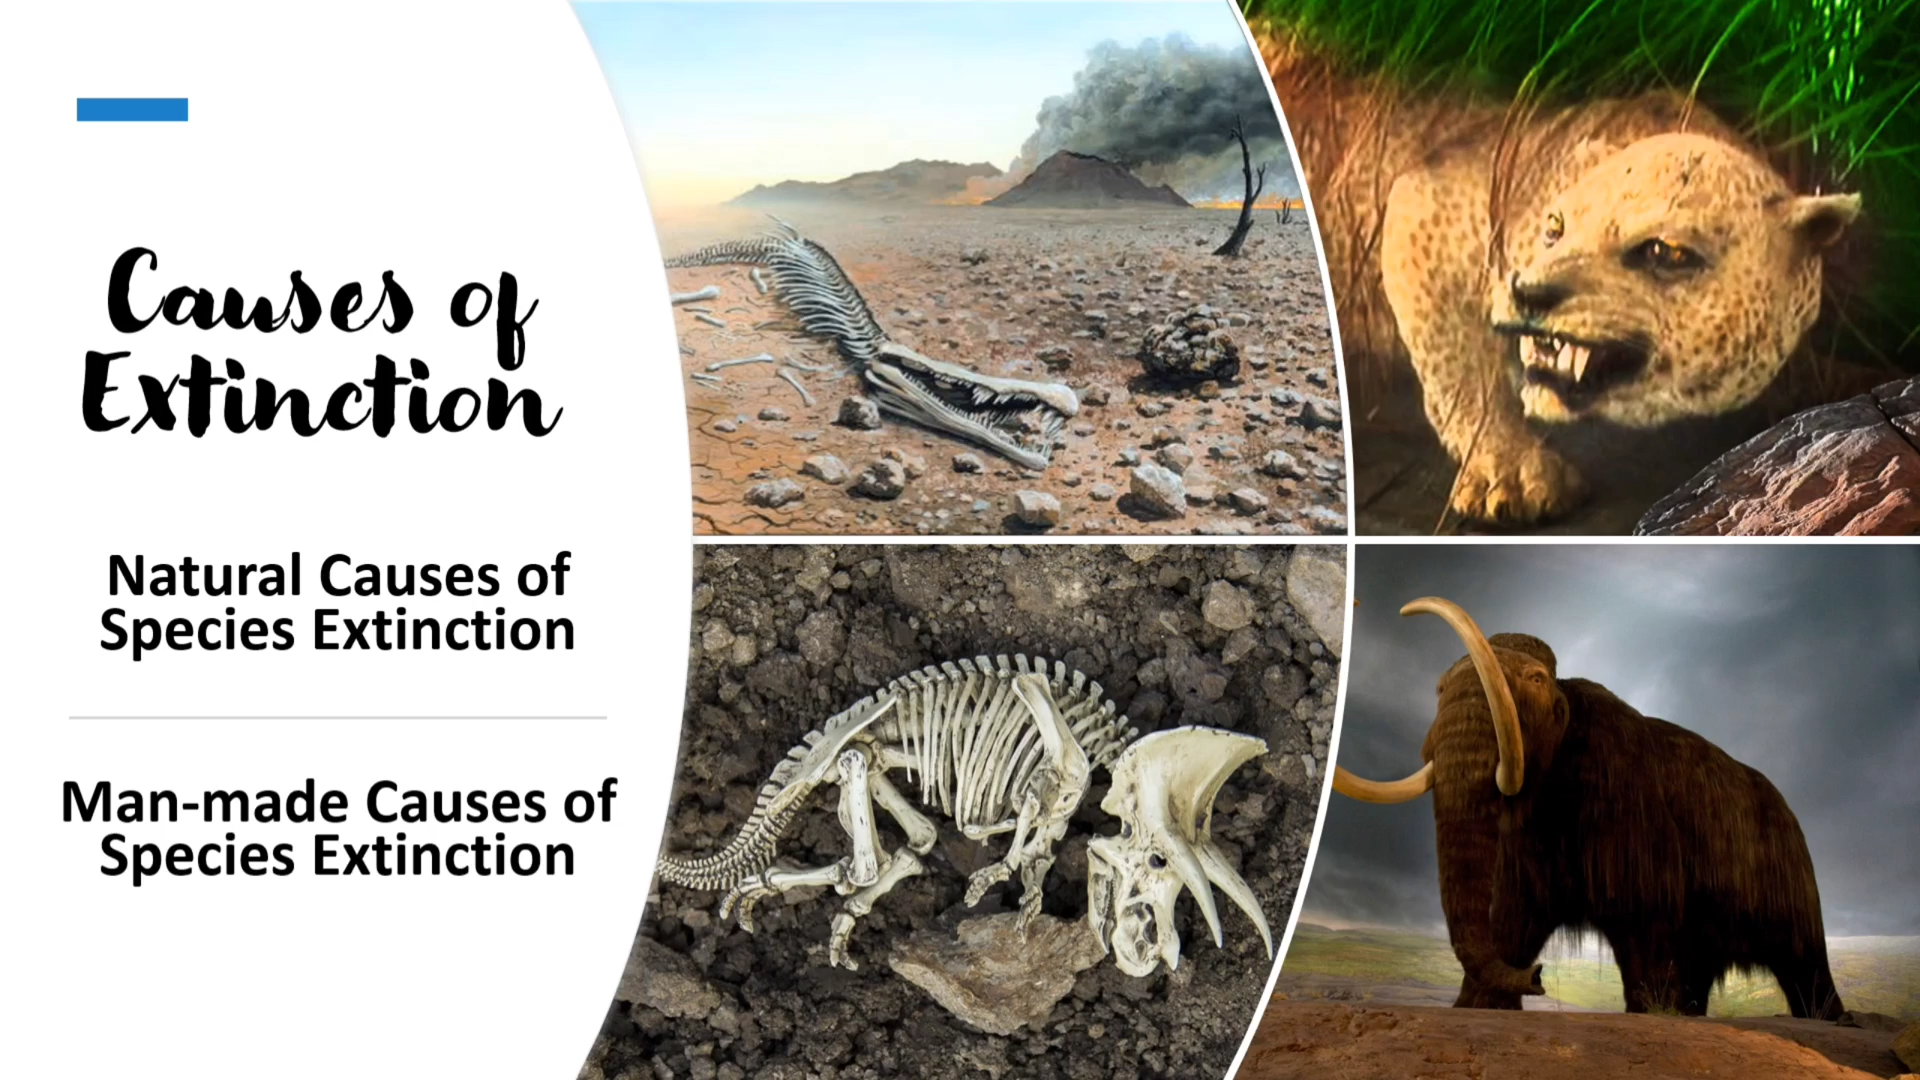 Causes of
Extinction
Natural Causes of
Species Extinction
Man-made Causes of
Species Extinction